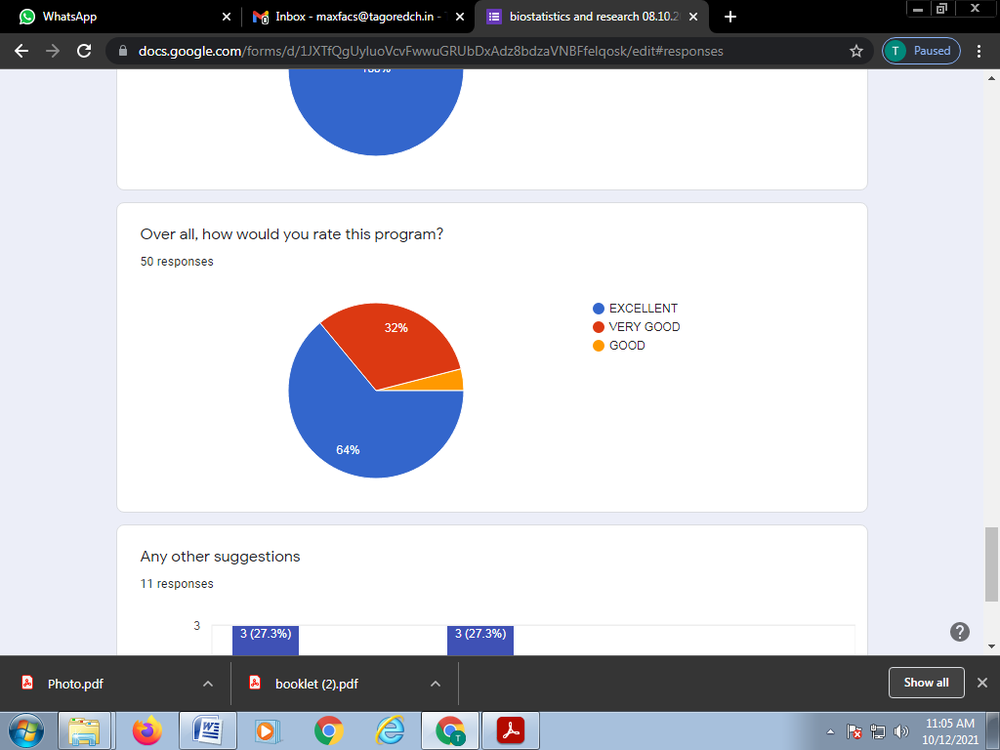 WhatsApp
Inbox - maxfacs@tagoredch.in -
biostatistics and research 08.10.2
docs.google.com/forms/d/1JXTfQgUyluoVcvFwwuGRUbDxAdz8bdzaVNBFfelqosk/edit#responses
T Paused
100%
Over all, how would you rate this program?
50 responses
EXCELLENT
VERY GOOD
GOOD
32%
64%
Any other suggestions
11 responses
3
3 (27.3%) 3 (27.3%)
Photo.pdf
booklet (2).pdf
Show all
11:05 AM
10/12/2021